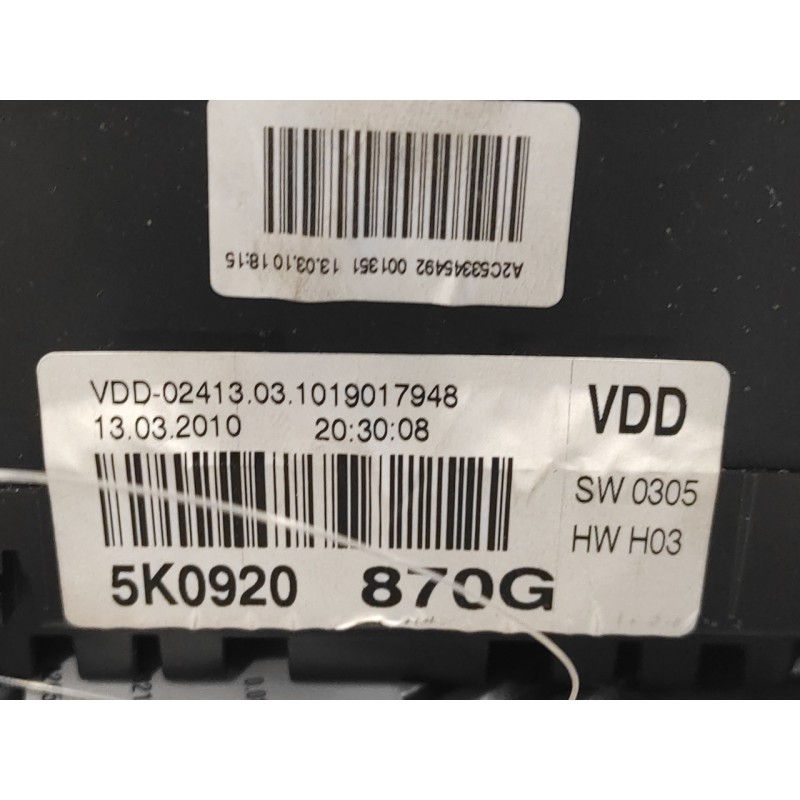 A2C53345492 001351 13.03.10 18:15
VDD-02413.03.1019017948
13.03.2010 20:30:08
VDD
SW 0305
HW H03
5K0920 870G